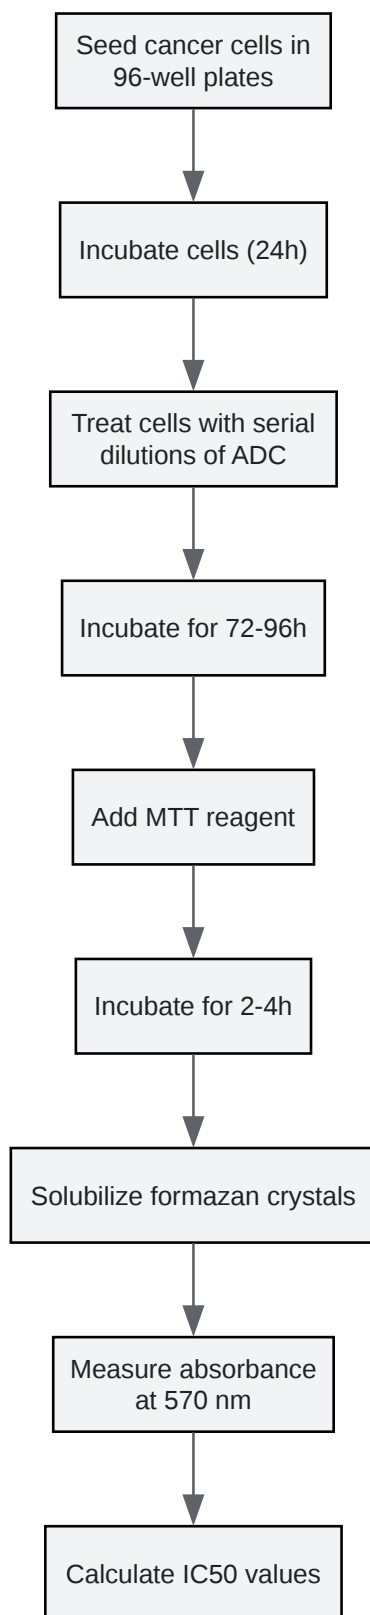 Seed cancer cells in
96-well plates
Incubate cells (24h)
Treat cells with serial
dilutions of ADC
Incubate for 72-96h
Add MTT reagent
Incubate for 2-4h
Solubilize formazan crystals
Measure absorbance
at 570 nm
Calculate IC50 values